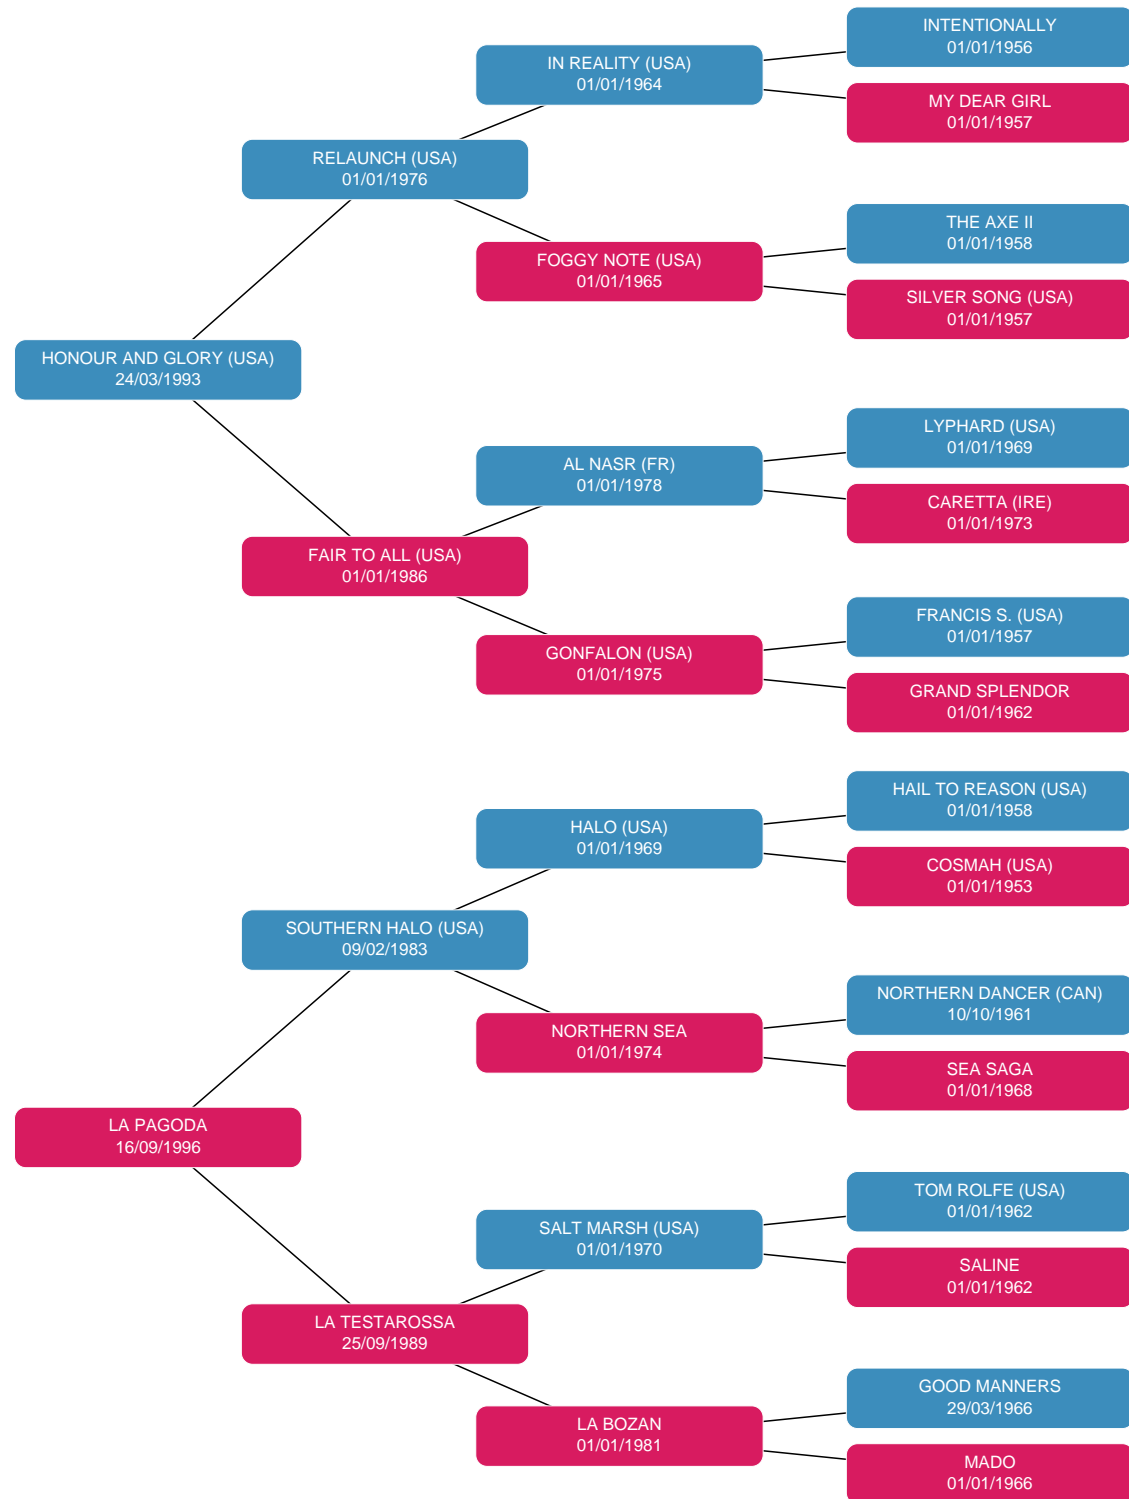 INTENTIONALLY
01/01/1956
IN REALITY (USA)
01/01/1964
MY DEAR GIRL
01/01/1957
RELAUNCH (USA)
01/01/1976
THE AXE II
01/01/1958
FOGGY NOTE (USA)
01/01/1965
SILVER SONG (USA)
01/01/1957
HONOUR AND GLORY (USA)
24/03/1993
LYPHARD (USA)
01/01/1969
AL NASR (FR)
01/01/1978
CARETTA (IRE)
01/01/1973
FAIR TO ALL (USA)
01/01/1986
FRANCIS S. (USA)
01/01/1957
GONFALON (USA)
01/01/1975
GRAND SPLENDOR
01/01/1962
HAIL TO REASON (USA)
01/01/1958
HALO (USA)
01/01/1969
COSMAH (USA)
01/01/1953
SOUTHERN HALO (USA)
09/02/1983
NORTHERN DANCER (CAN)
10/10/1961
NORTHERN SEA
01/01/1974
SEA SAGA
01/01/1968
LA PAGODA
16/09/1996
TOM ROLFE (USA)
01/01/1962
SALT MARSH (USA)
01/01/1970
SALINE
01/01/1962
LA TESTAROSSA
25/09/1989
GOOD MANNERS
29/03/1966
LA BOZAN
01/01/1981
MADO
01/01/1966